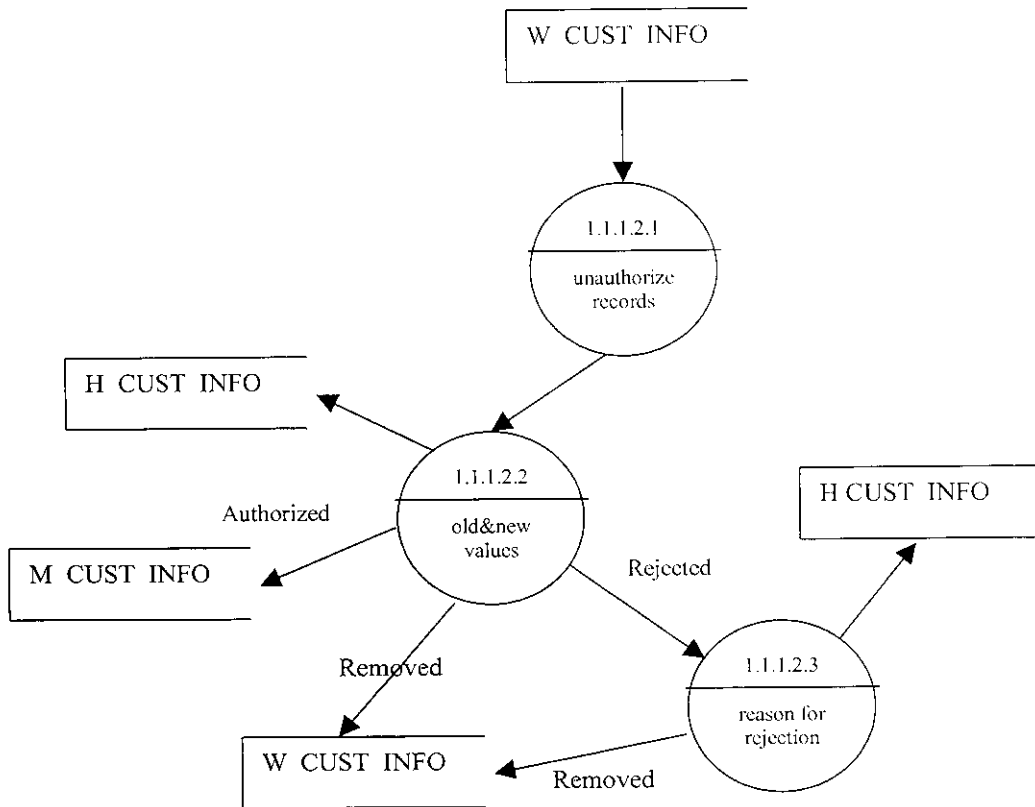 W CUST INFO
1.1.1.2.1
unauthorize
records
H CUST INFO
1.1.1.2.2
old&new
values
H CUST INFO
Authorized
M CUST INFO
Rejected
Removed
1.1.1.2.3
reason for
rejection
W CUST INFO
Removed